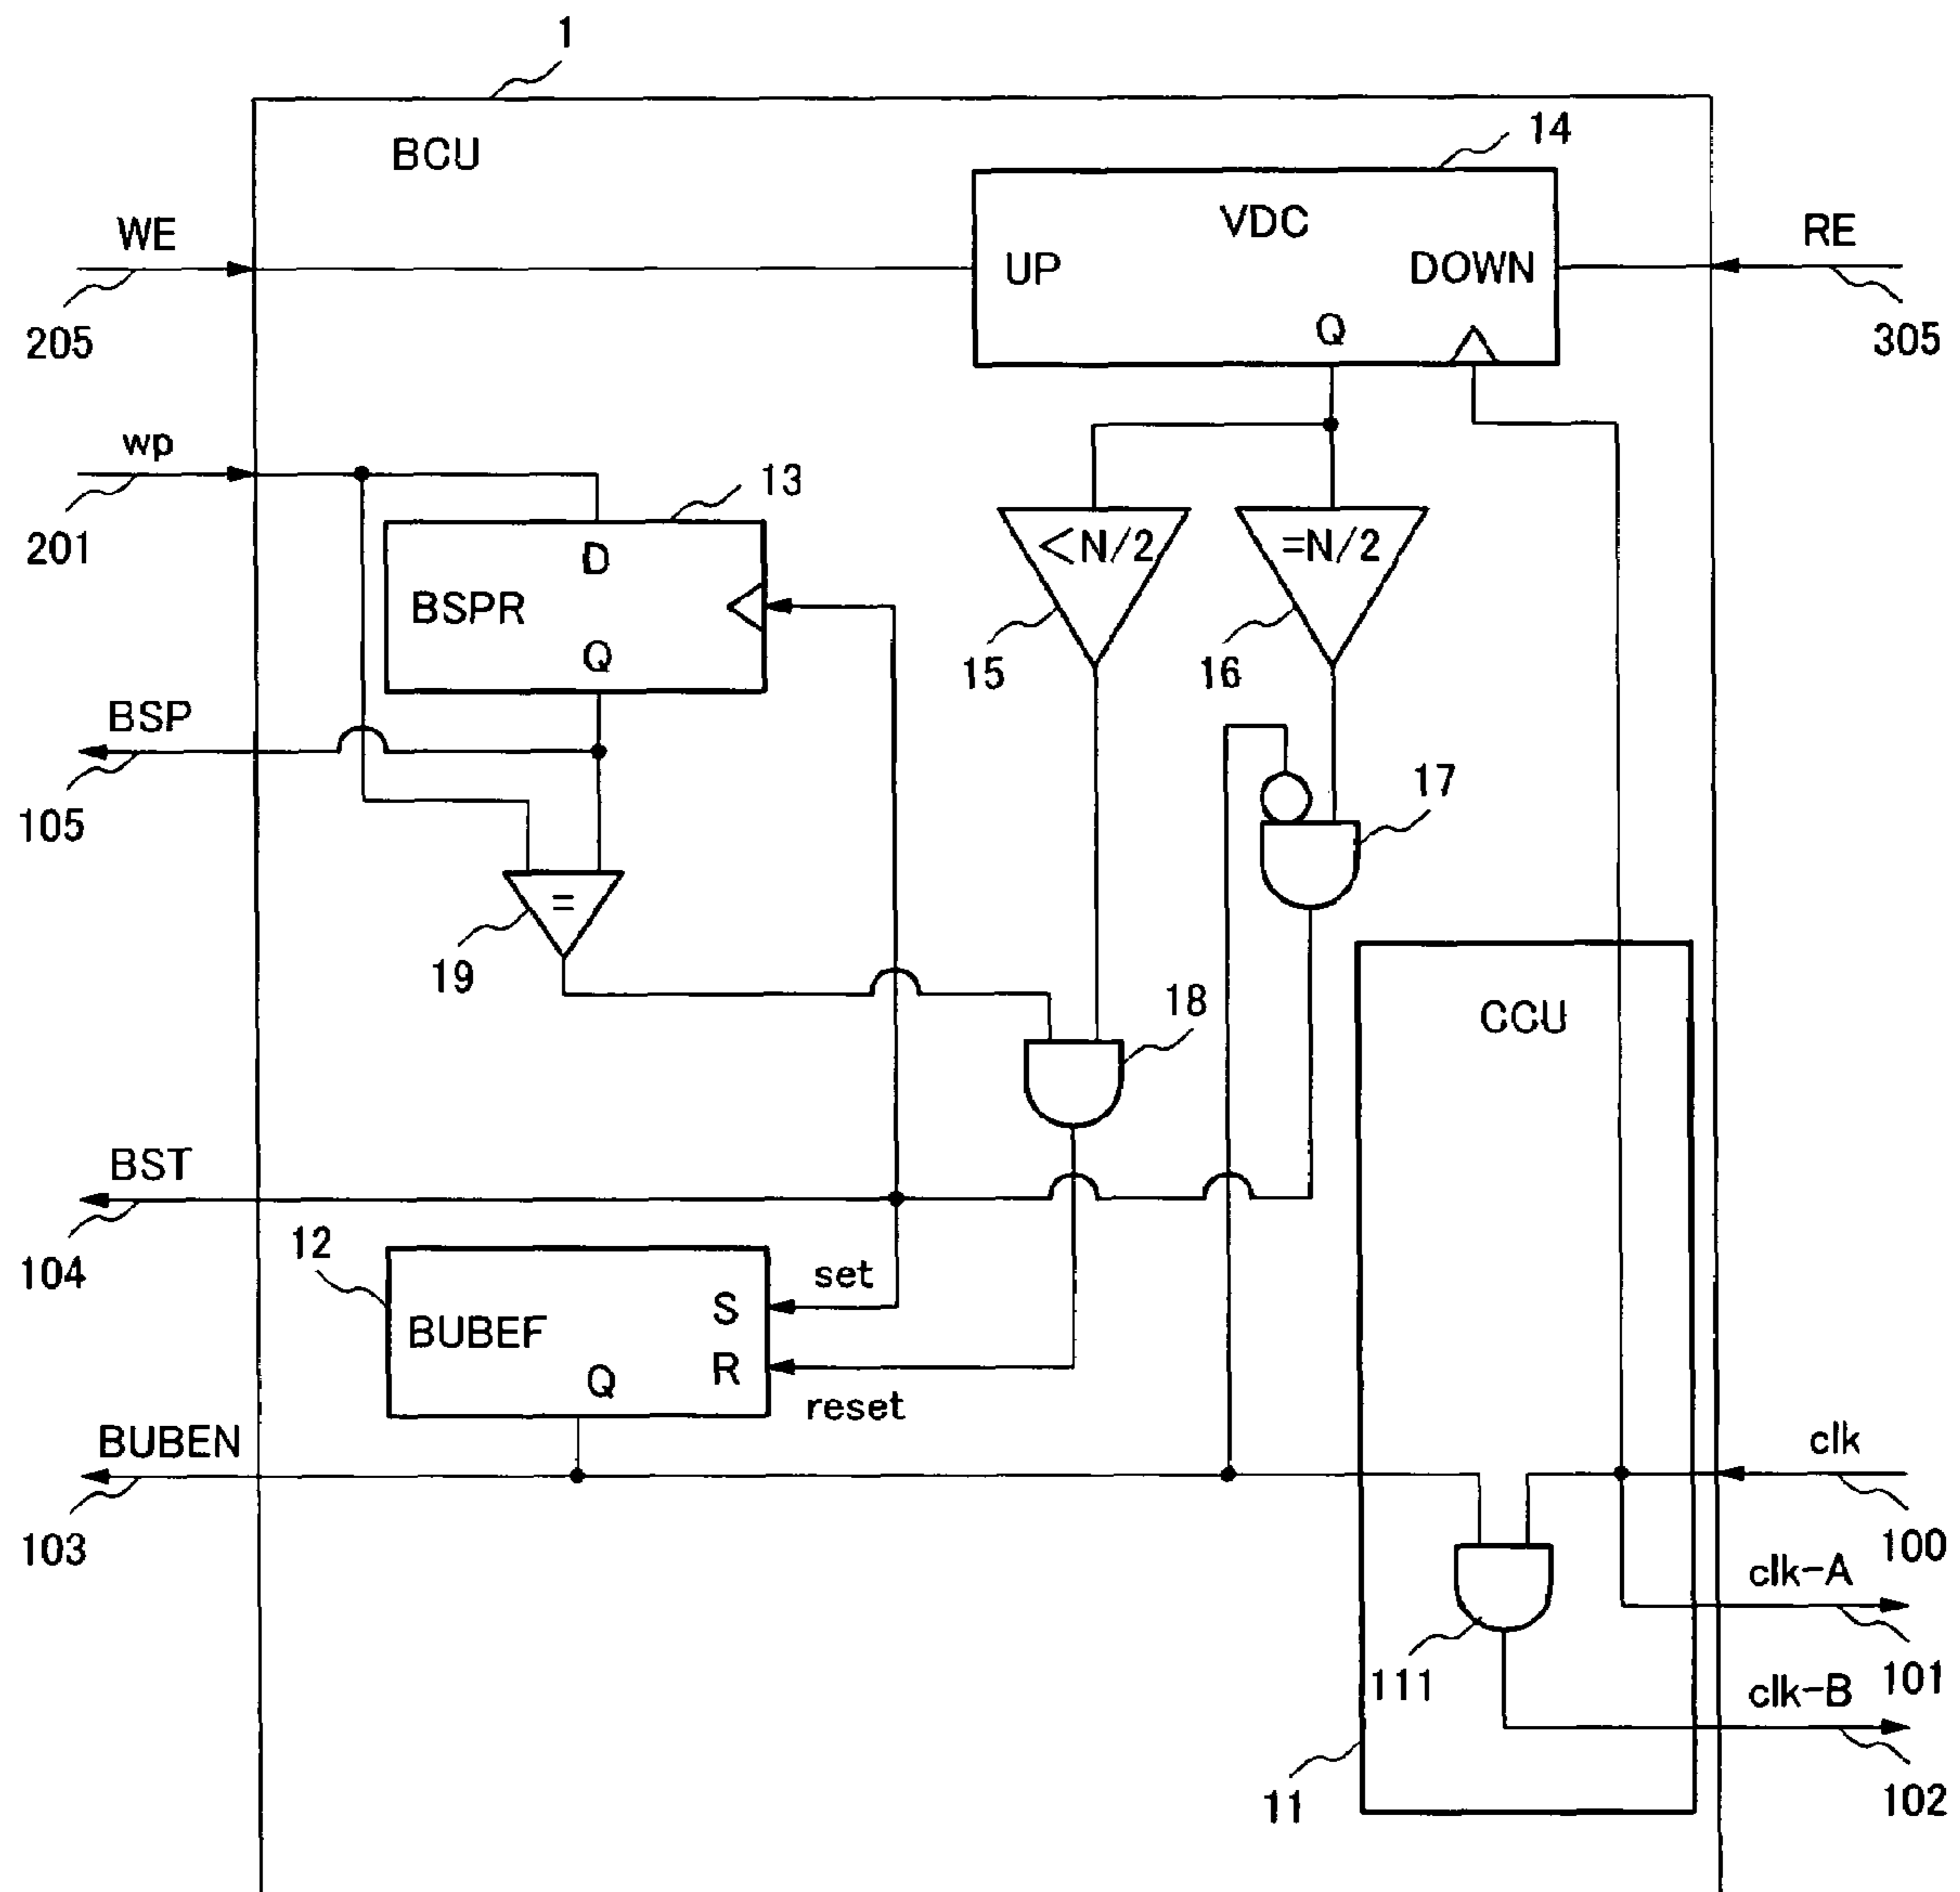 1
BCU
14
WE
VDC
RE
UP
DOWN
205
Q
305
wp
13
201
D
<N/2
=N/2
BSPR
Q
15
16
BSP
17
105
=
19
18
CCU
BST
104
12
set
S
BUBEF
R
Q
reset
BUBEN
clk
103
100
clk-A
111
101
clk-B
11
102